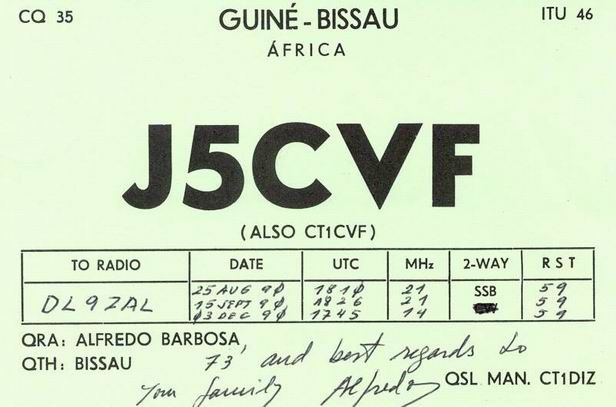 CQ 35
GUINÉ - BISSAU
ITU 46
ÁFRICA
J5CVF
(ALSO CT1CVF)
TO RADIO DATE UTC MHz 2-WAY RST
25 AUG 90 1810 21 SSB 59
DL9ZAL 15 SEPT 90 1826 21 59
03 DEC 90 1745 14 59
QRA: ALFREDO BARBOSA
QTH: BISSAU 73' and best regards to
your family Alfredo QSL MAN. CT1DIZ